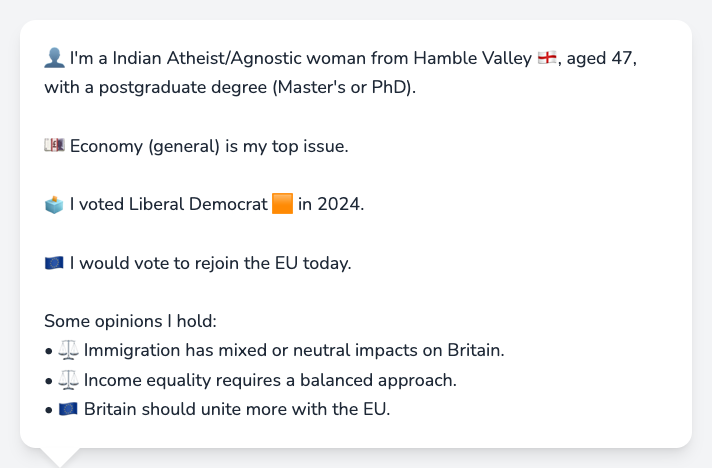 👤 I'm a Indian Atheist/Agnostic woman from Hamble Valley 🏴󠁧󠁢󠁥󠁮󠁧󠁿, aged 47,
with a postgraduate degree (Master's or PhD).
💷 Economy (general) is my top issue.
🗳️ I voted Liberal Democrat 🟧 in 2024.
🇪🇺 I would vote to rejoin the EU today.
Some opinions I hold:
• ⚖️ Immigration has mixed or neutral impacts on Britain.
• ⚖️ Income equality requires a balanced approach.
• 🇪🇺 Britain should unite more with the EU.